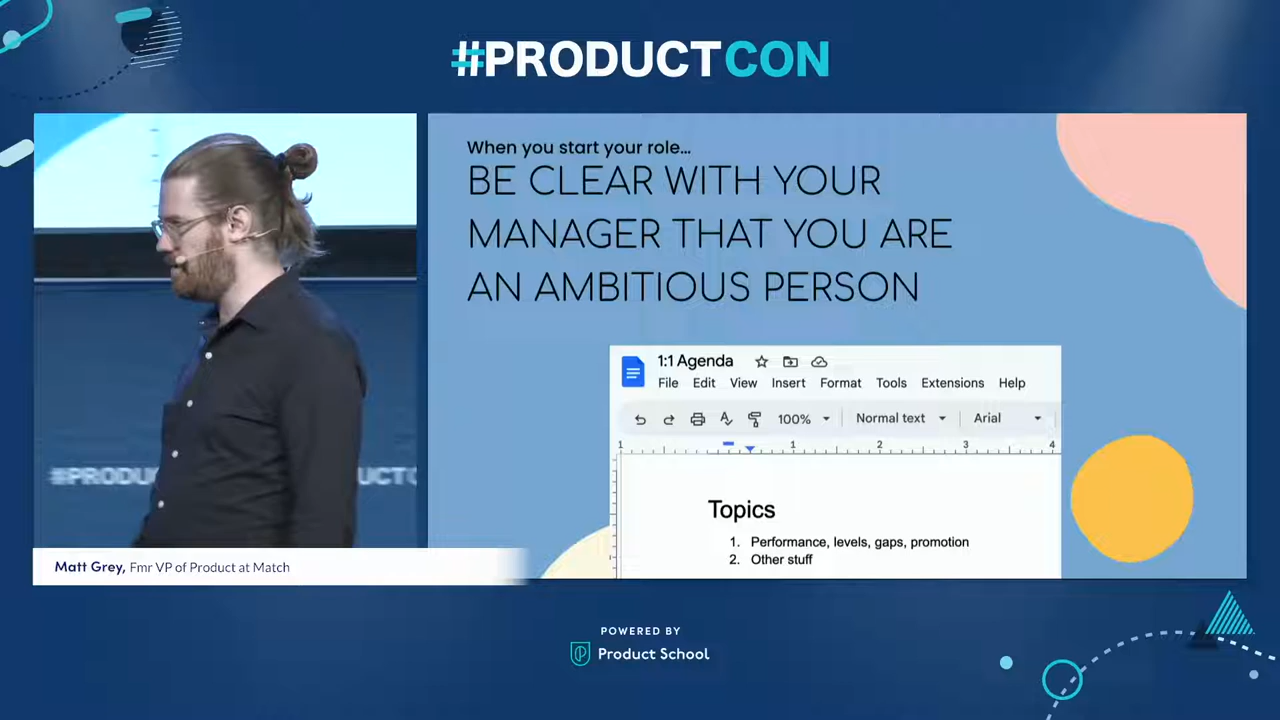 #PRODUCTCON
When you start your role...
BE CLEAR WITH YOUR
MANAGER THAT YOU ARE
AN AMBITIOUS PERSON
1:1 Agenda
File Edit View Insert Format Tools Extensions Help
100% Normal text Arial
1 1 2 3 4
Topics
1. Performance, levels, gaps, promotion
2. Other stuff
#PRODU UCTC
Matt Grey, Fmr VP of Product at Match
POWERED BY
Product School